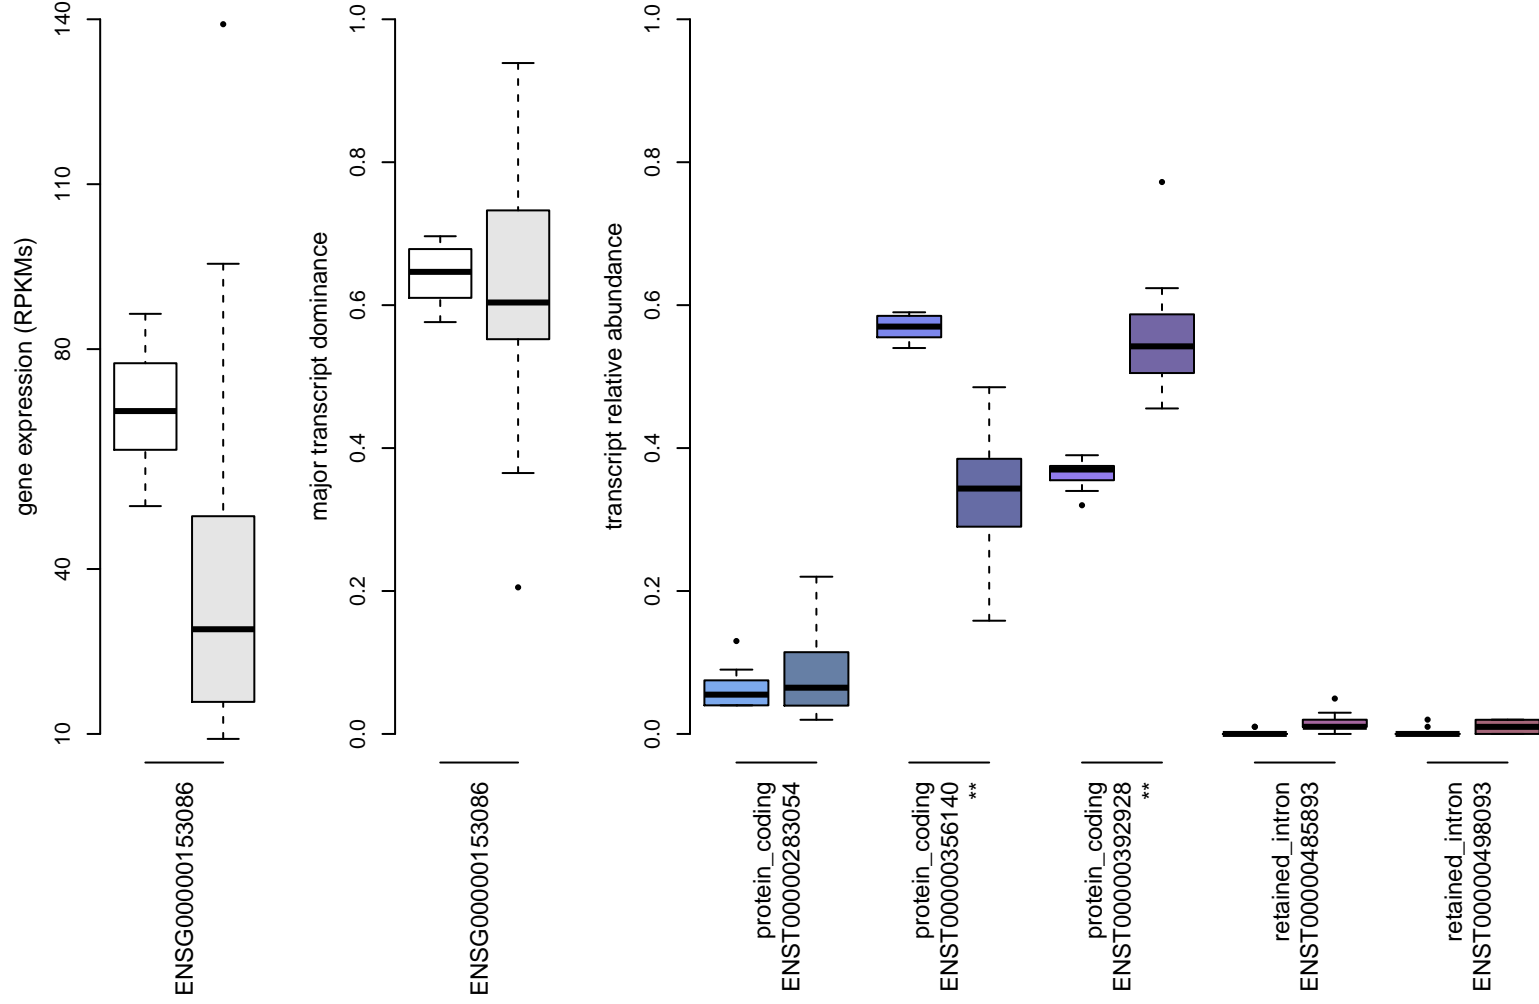 gene expression (RPKMs)
10
40
80
110
140
ENSG00000153086
major transcript dominance
0.0
0.2
0.4
0.6
0.8
1.0
ENSG00000153086
transcript relative abundance
0.0
0.2
0.4
0.6
0.8
1.0
protein_coding
ENST00000283054
protein_coding
ENST00000356140
**
protein_coding
ENST00000392928
**
retained_intron
ENST00000485893
retained_intron
ENST00000498093